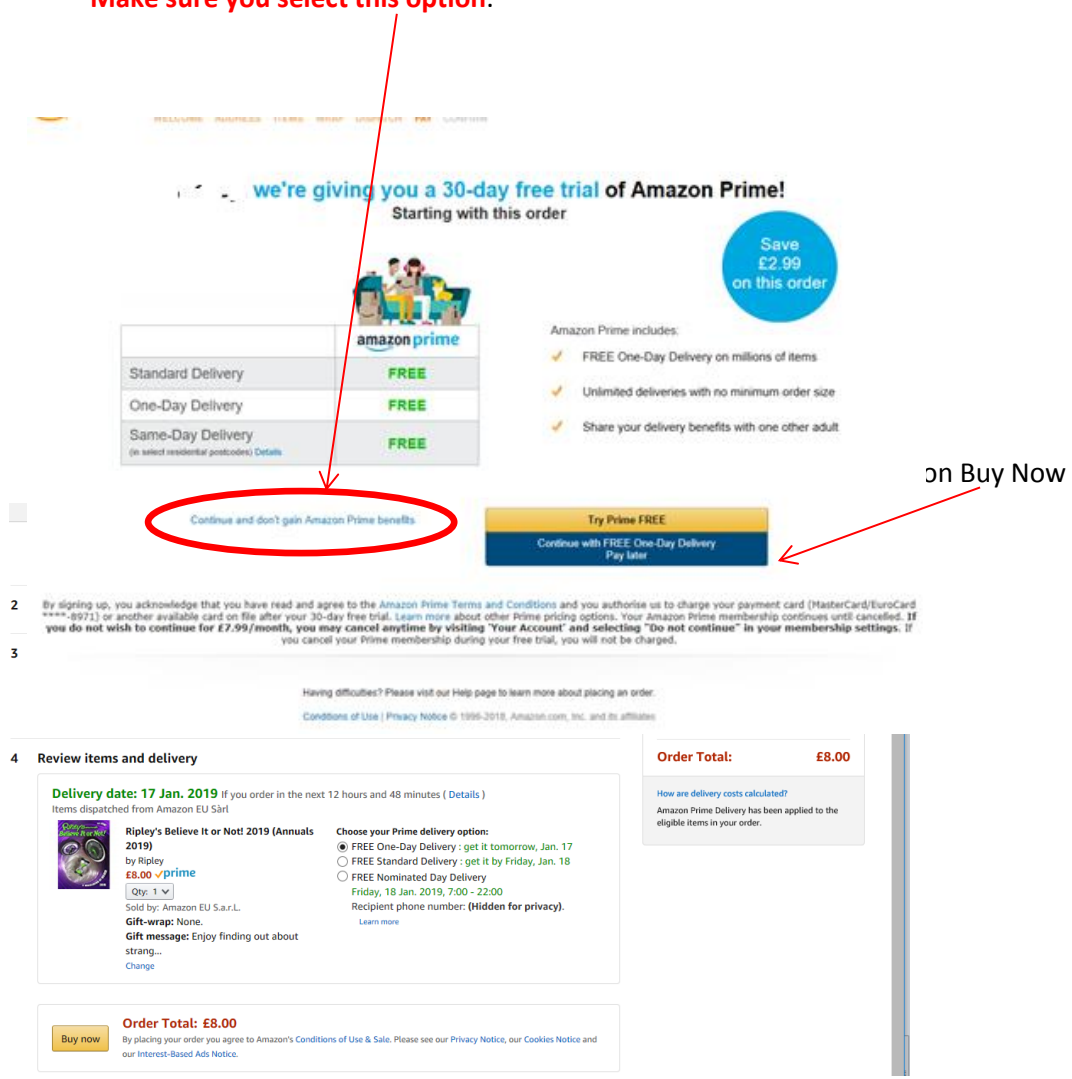 Make sure you select this option.
WELCOME ADDRESS ITEMS WRAP DISPATCH PAY CONFIRM
we're giving you a 30-day free trial of Amazon Prime!
Starting with this order
Save
£2.99
on this order
amazon prime
Standard Delivery FREE
One-Day Delivery FREE
Same-Day Delivery FREE
(in select residential postcodes) Details
Amazon Prime includes:
✓ FREE One-Day Delivery on millions of items
✓ Unlimited deliveries with no minimum order size
✓ Share your delivery benefits with one other adult
on Buy Now
Continue and don't gain Amazon Prime benefits
Try Prime FREE
Continue with FREE One-Day Delivery
Pay later
2
By signing up, you acknowledge that you have read and agree to the Amazon Prime Terms and Conditions and you authorise us to charge your payment card (MasterCard/EuroCard
****-8971) or another available card on file after your 30-day free trial. Learn more about other Prime pricing options. Your Amazon Prime membership continues until cancelled. If
you do not wish to continue for £7.99/month, you may cancel anytime by visiting 'Your Account' and selecting "Do not continue" in your membership settings. If
you cancel your Prime membership during your free trial, you will not be charged.
3
Having difficulties? Please visit our Help page to learn more about placing an order.
Conditions of Use | Privacy Notice © 1996-2018, Amazon.com, Inc. and its affiliates
4 Review items and delivery
Order Total: £8.00
How are delivery costs calculated?
Amazon Prime Delivery has been applied to the
eligible items in your order.
Delivery date: 17 Jan. 2019 If you order in the next 12 hours and 48 minutes ( Details )
Items dispatched from Amazon EU Sàrl
Ripley's Believe It or Not!
Ripley's Believe It or Not! 2019 (Annuals
2019)
by Ripley
£8.00 ✓prime
Qty: 1
Sold by: Amazon EU S.a.r.L.
Gift-wrap: None.
Gift message: Enjoy finding out about
strang...
Change
Choose your Prime delivery option:
FREE One-Day Delivery : get it tomorrow, Jan. 17
FREE Standard Delivery : get it by Friday, Jan. 18
FREE Nominated Day Delivery
Friday, 18 Jan. 2019, 7:00 - 22:00
Recipient phone number: (Hidden for privacy).
Learn more
Buy now
Order Total: £8.00
By placing your order you agree to Amazon's Conditions of Use & Sale. Please see our Privacy Notice, our Cookies Notice and
our Interest-Based Ads Notice.